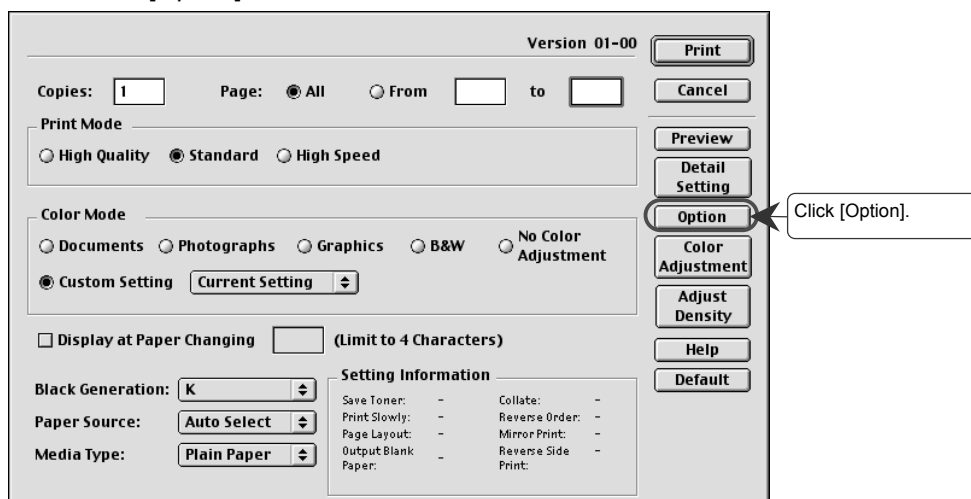 Version 01-00
Print
Copies: 1 Page: All From to
Cancel
Print Mode
High Quality Standard High Speed
Preview
Detail
Setting
Option
Click [Option].
Color Mode
Documents Photographs Graphics B&W No Color
Adjustment
Custom Setting Current Setting
Color
Adjustment
Adjust
Density
Display at Paper Changing (Limit to 4 Characters)
Help
Default
Black Generation: K
Paper Source: Auto Select
Media Type: Plain Paper
Setting Information
Save Toner: - Collate: -
Print Slowly: - Reverse Order: -
Page Layout: - Mirror Print: -
Output Blank
Paper: -
Reverse Side
Print: -